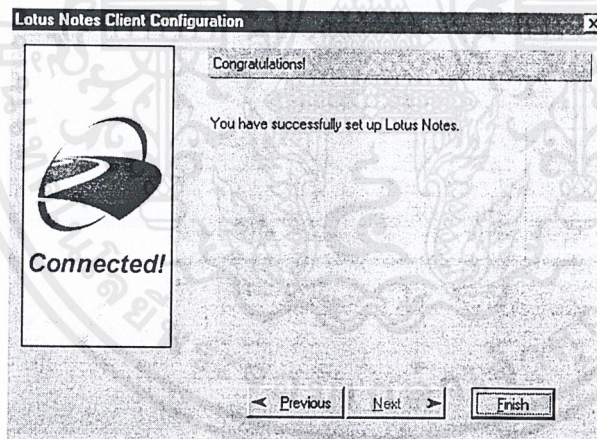 Lotus Notes Client Configuration
Congratulations!
You have successfully set up Lotus Notes.
Connected!
Previous
Next
Finish